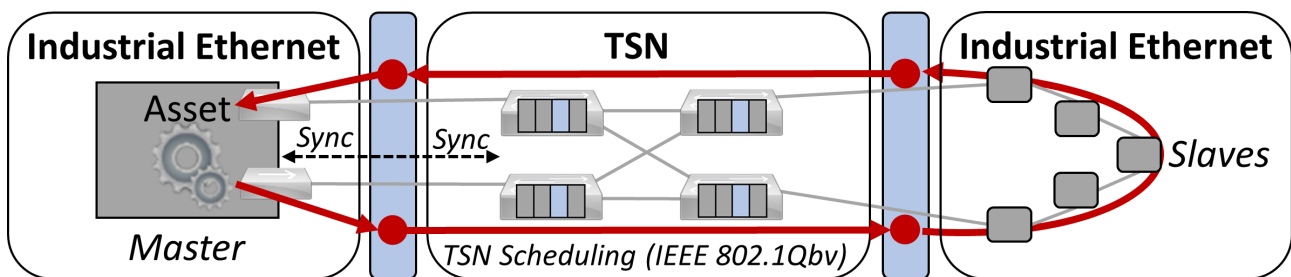 Industrial Ethernet
TSN
Industrial Ethernet
Asset
Sync
Sync
Slaves
Master
TSN Scheduling (IEEE 802.1Qbv)